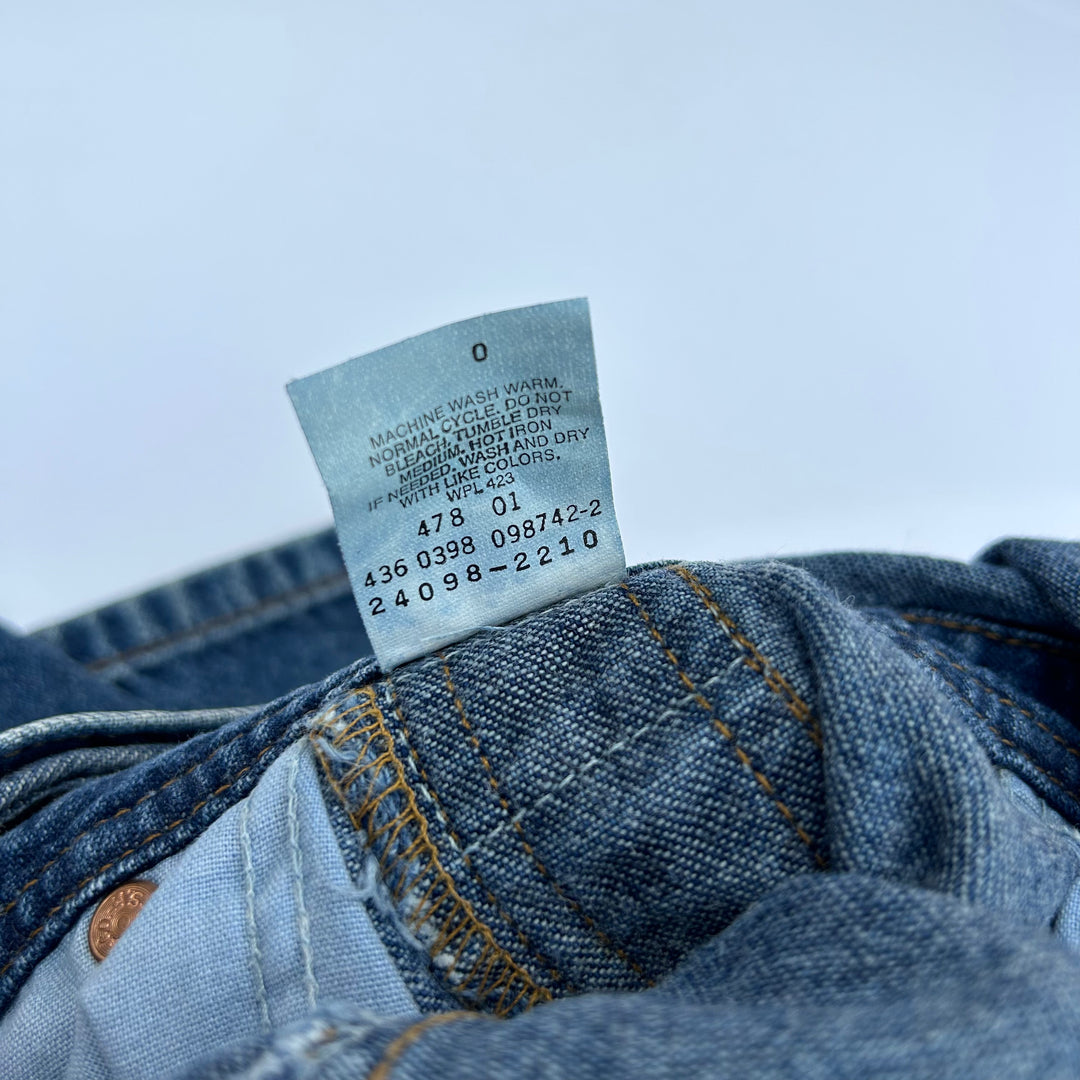 0
MACHINE WASH WARM.
NORMAL CYCLE. DO NOT
BLEACH, TUMBLE DRY
MEDIUM, HOT IRON
IF NEEDED. WASH AND DRY
WITH LIKE COLORS.
WPL 423
478 01
436 0398 098742-2
24098-2210